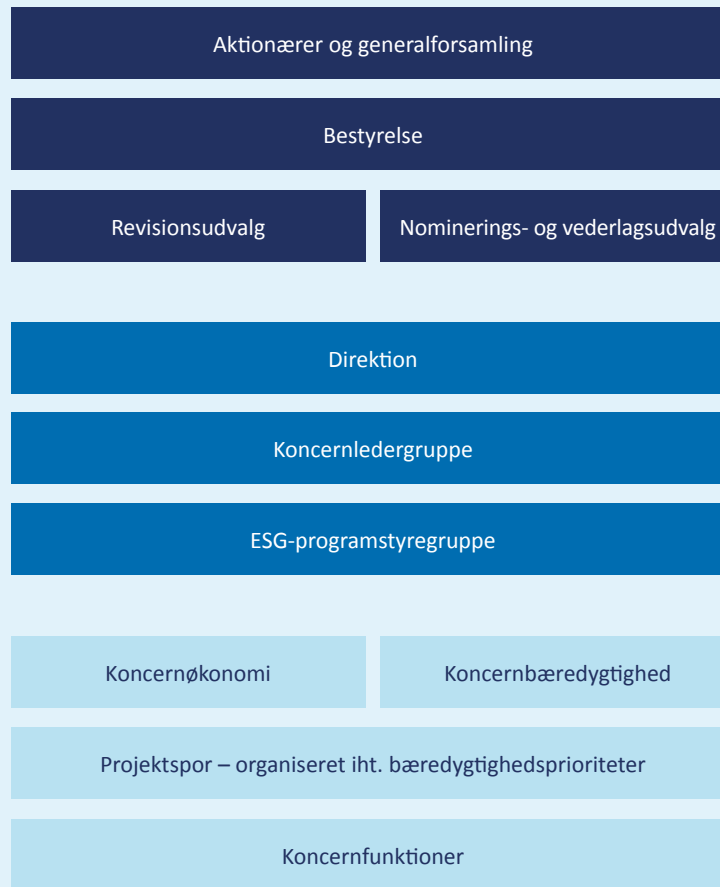 Aktionærer og generalforsamling
Bestyrelse
Revisionsudvalg
Nominerings- og vederlagsudvalg
Direktion
Koncernledergruppe
ESG-programstyregruppe
Koncernøkonomi
Koncernbæredygtighed
Projektspor – organiseret iht. bæredygtighedsprioriteter
Koncernfunktioner